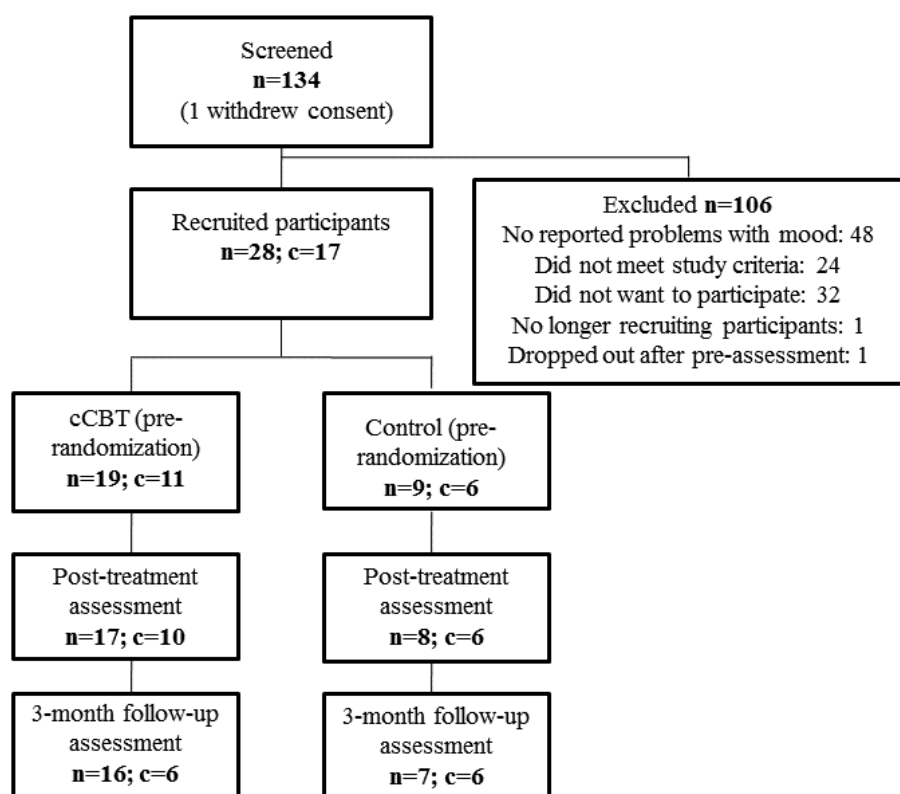 Screened
n=134
(1 withdrew consent)
Recruited participants
n=28; c=17
Excluded n=106
No reported problems with mood: 48
Did not meet study criteria: 24
Did not want to participate: 32
No longer recruiting participants: 1
Dropped out after pre-assessment: 1
cCBT (pre-
randomization)
n=19; c=11
Control (pre-
randomization)
n=9; c=6
Post-treatment
assessment
n=17; c=10
Post-treatment
assessment
n=8; c=6
3-month follow-up
assessment
n=16; c=6
3-month follow-up
assessment
n=7; c=6